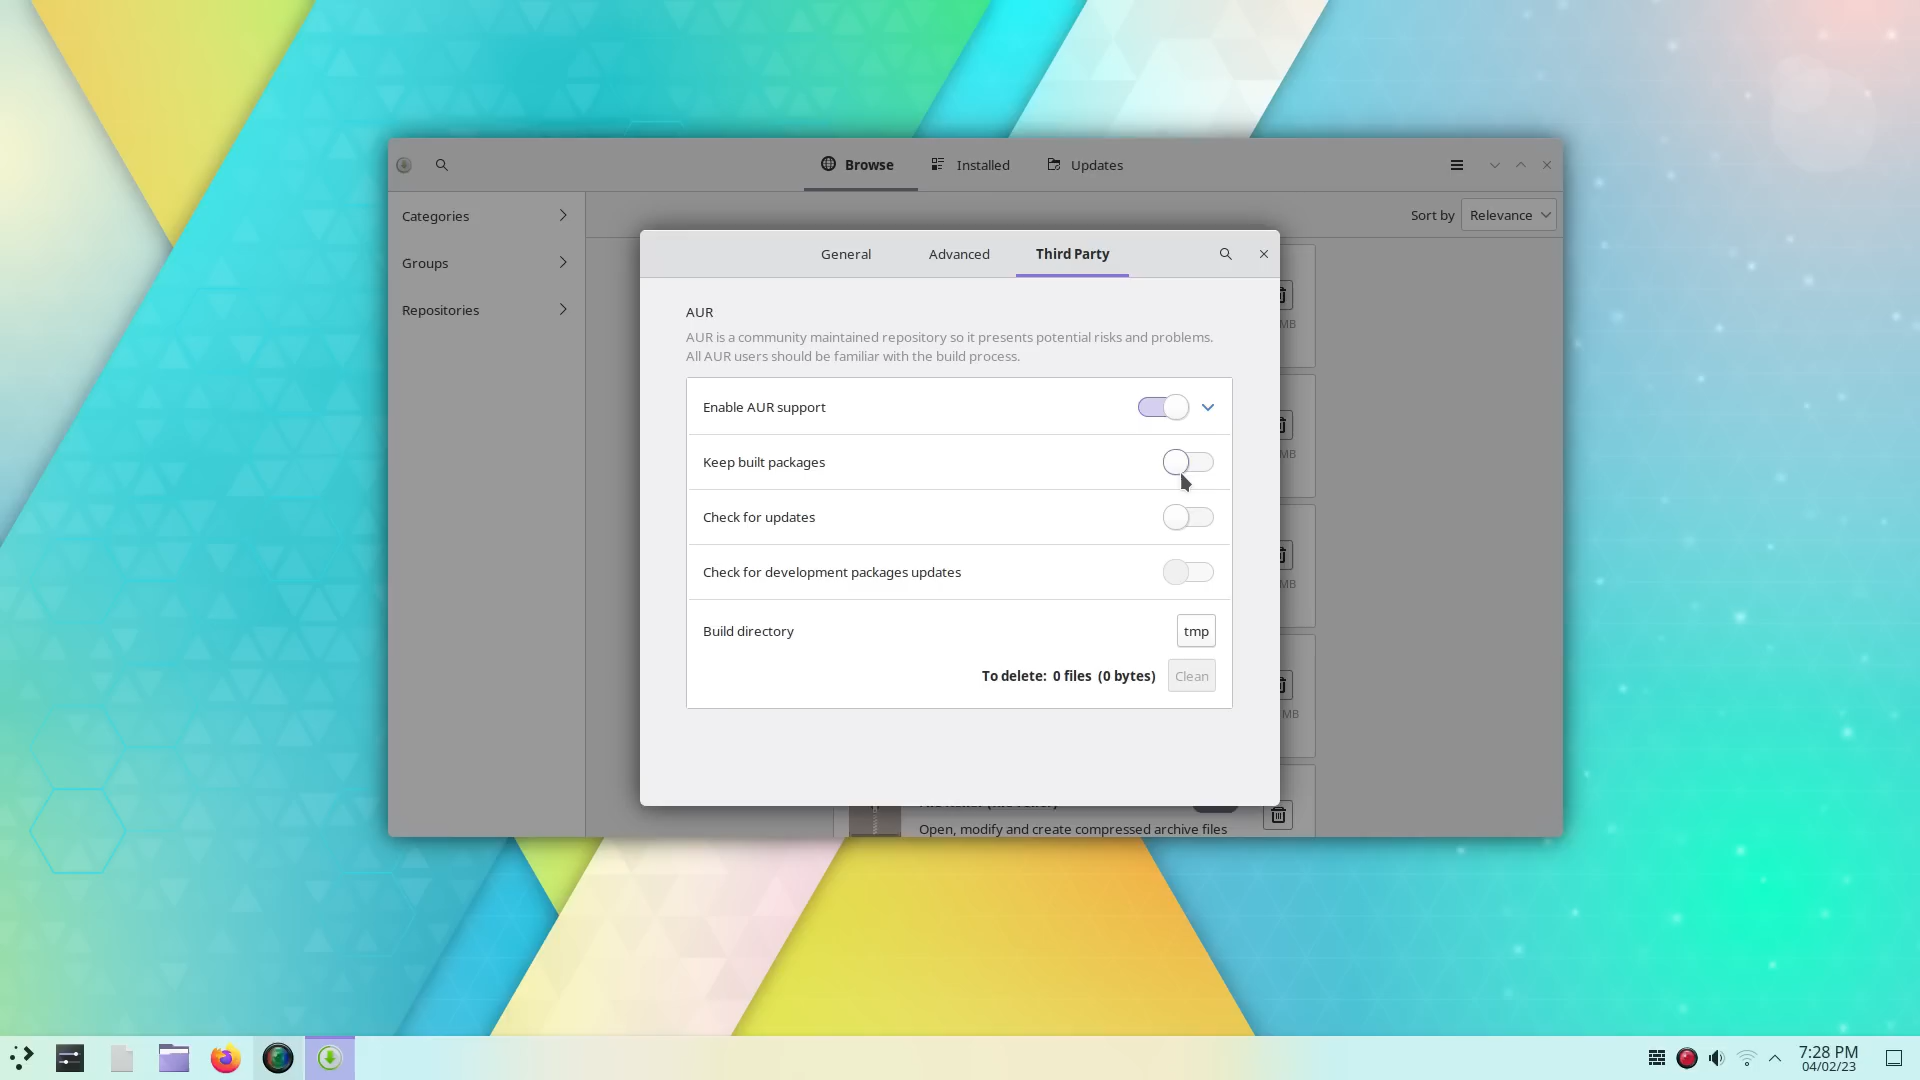 Browse
Installed
Updates
Categories
Groups
Repositories
Sort by
Relevance
General
Advanced
Third Party
AUR
AUR is a community maintained repository so it presents potential risks and problems.
All AUR users should be familiar with the build process.
Enable AUR support
Keep built packages
Check for updates
Check for development packages updates
Build directory
tmp
To delete: 0 files (0 bytes)
Clean
MB
MB
MB
MB
Open, modify and create compressed archive files
7:28 PM
04/02/23